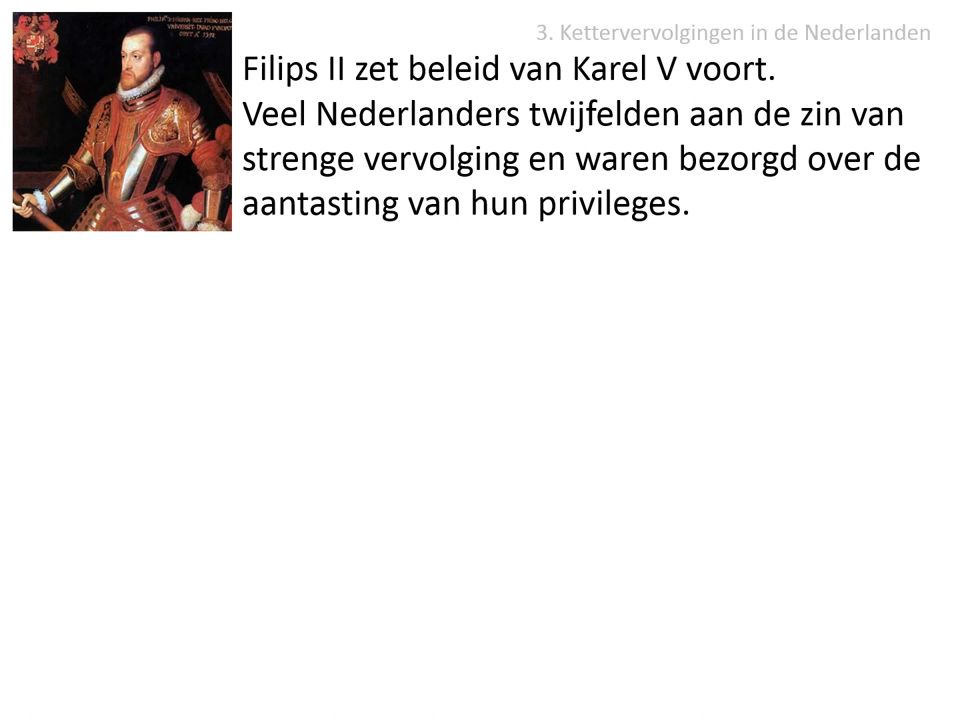 3. Kettervervolgingen in de Nederlanden
Filips II zet beleid van Karel V voort.
Veel Nederlanders twijfelden aan de zin van
strenge vervolging en waren bezorgd over de
aantasting van hun privileges.